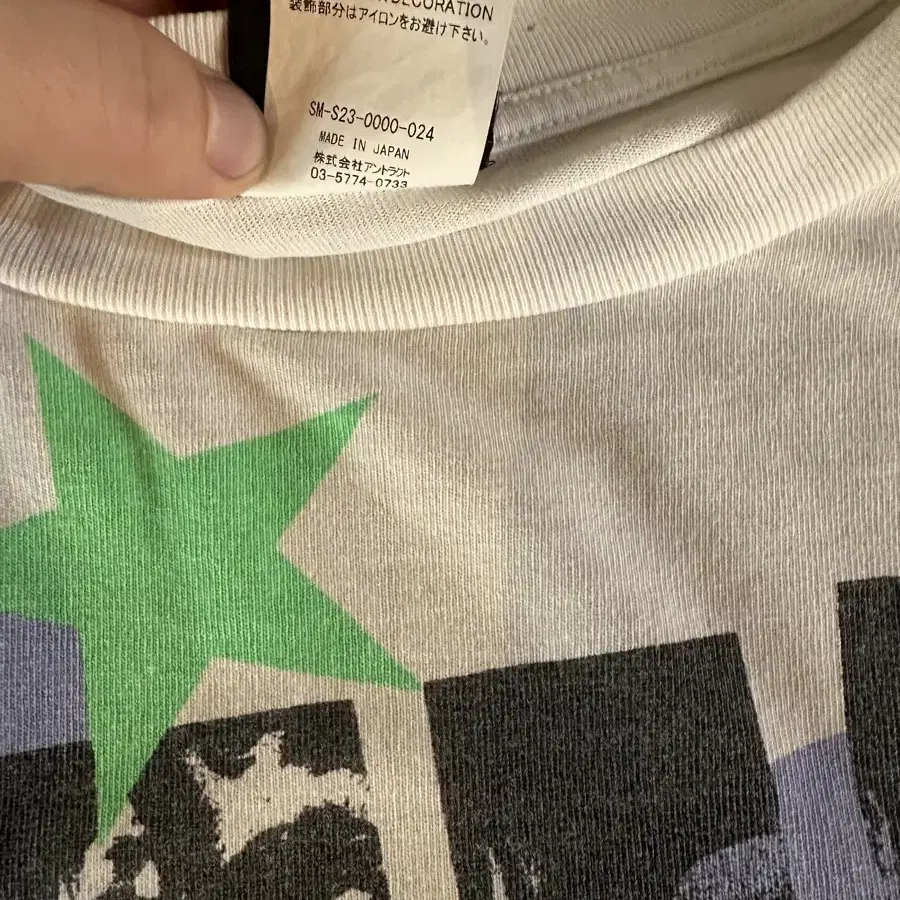 DECORATION
装飾部分はアイロンをお避け下さい。
SM-S23-0000-024
MADE IN JAPAN
株式会社アントラクト
03-5774-0733